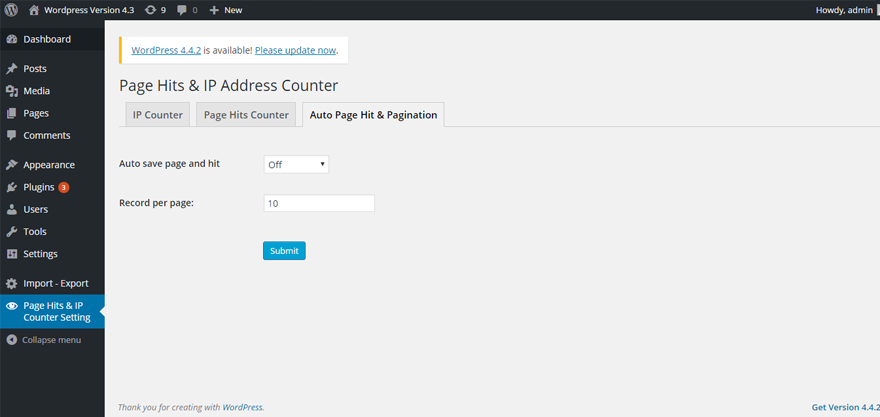 Wordpress Version 4.3 9 0 New Howdy, admin
Dashboard
Posts
Media
Pages
Comments
Appearance
Plugins 3
Users
Tools
Settings
Import - Export
Page Hits & IP
Counter Setting
Collapse menu
WordPress 4.4.2 is available! Please update now.
Page Hits & IP Address Counter
IP Counter Page Hits Counter Auto Page Hit & Pagination
Auto save page and hit Off
Record per page: 10
Submit
Thank you for creating with WordPress. Get Version 4.4.2